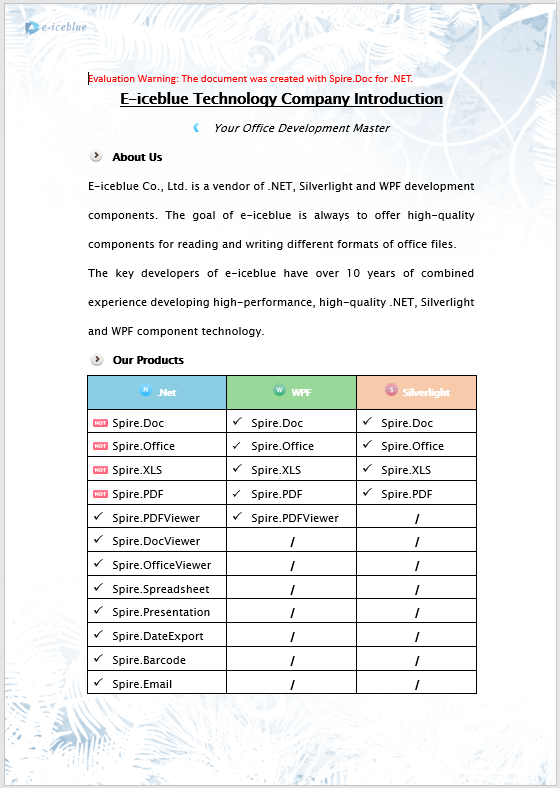 e-iceblue
Evaluation Warning: The document was created with Spire.Doc for .NET.
E-iceblue Technology Company Introduction
Your Office Development Master
About Us
E-iceblue Co., Ltd. is a vendor of .NET, Silverlight and WPF development
components. The goal of e-iceblue is always to offer high-quality
components for reading and writing different formats of office files.
The key developers of e-iceblue have over 10 years of combined
experience developing high-performance, high-quality .NET, Silverlight
and WPF component technology.
Our Products
N .Net W WPF S Silverlight
HOT Spire.Doc ✓ Spire.Doc ✓ Spire.Doc
HOT Spire.Office ✓ Spire.Office ✓ Spire.Office
HOT Spire.XLS ✓ Spire.XLS ✓ Spire.XLS
HOT Spire.PDF ✓ Spire.PDF ✓ Spire.PDF
✓ Spire.PDFViewer ✓ Spire.PDFViewer /
✓ Spire.DocViewer / /
✓ Spire.OfficeViewer / /
✓ Spire.Spreadsheet / /
✓ Spire.Presentation / /
✓ Spire.DateExport / /
✓ Spire.Barcode / /
✓ Spire.Email / /